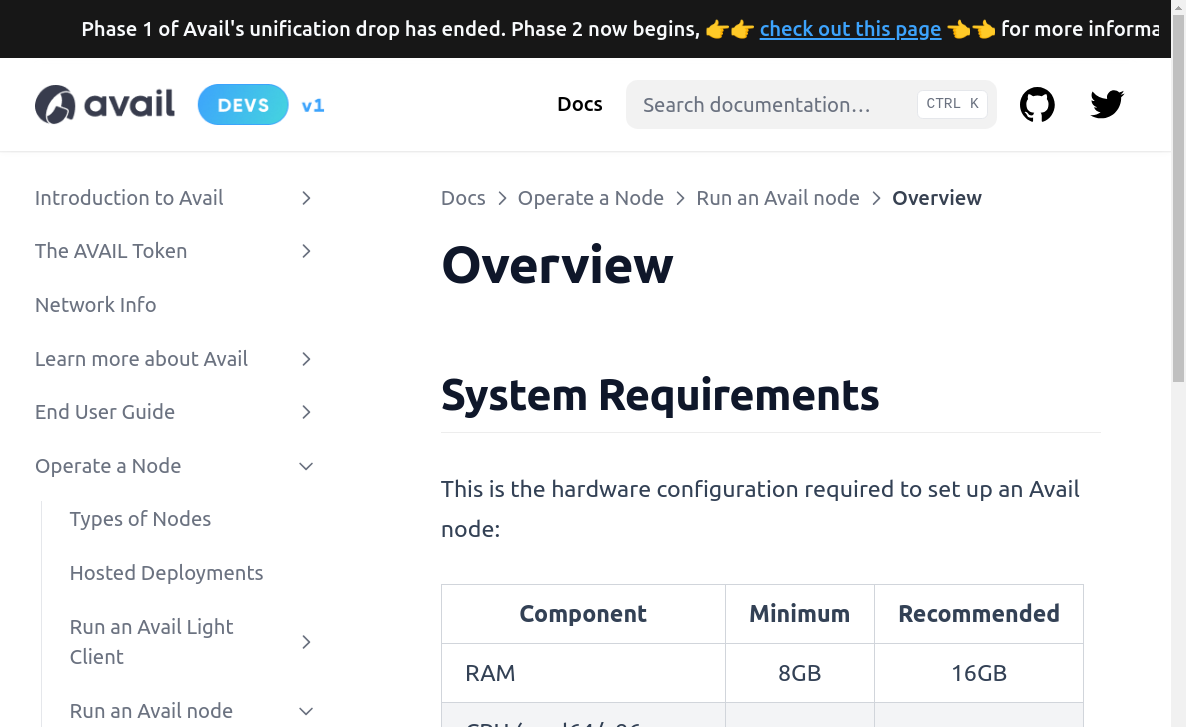 Phase 1 of Avail's unification drop has ended. Phase 2 now begins, 👉👉 check out this page 👈👈 for more informa
avail DEVS v1
Docs
Search documentation…
CTRL K
Introduction to Avail
The AVAIL Token
Network Info
Learn more about Avail
End User Guide
Operate a Node
Types of Nodes
Hosted Deployments
Run an Avail Light
Client
Run an Avail node
Docs > Operate a Node > Run an Avail node > Overview
Overview
System Requirements
This is the hardware configuration required to set up an Avail
node:
Component Minimum Recommended
RAM 8GB 16GB